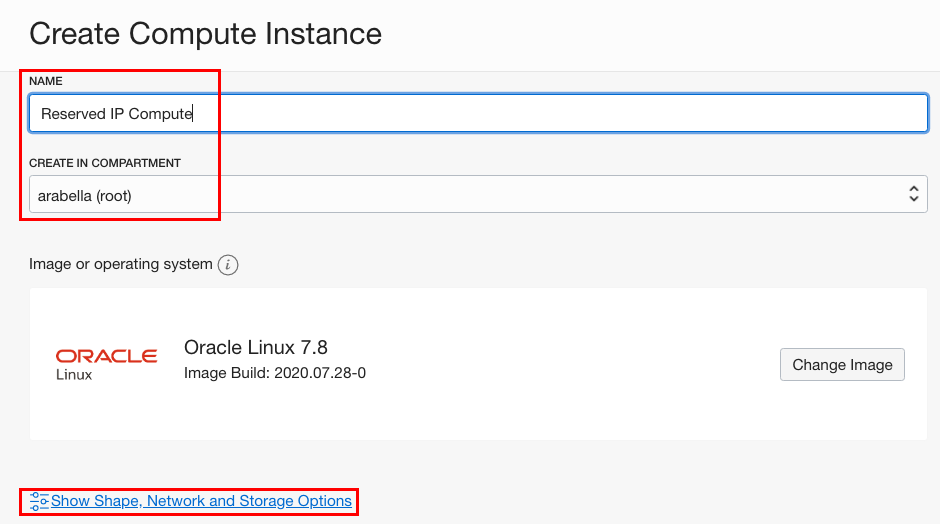 Create Compute Instance
NAME
Reserved IP Compute
CREATE IN COMPARTMENT
arabella (root)
Image or operating system i
ORACLE
Linux
Oracle Linux 7.8
Image Build: 2020.07.28-0
Change Image
Show Shape, Network and Storage Options